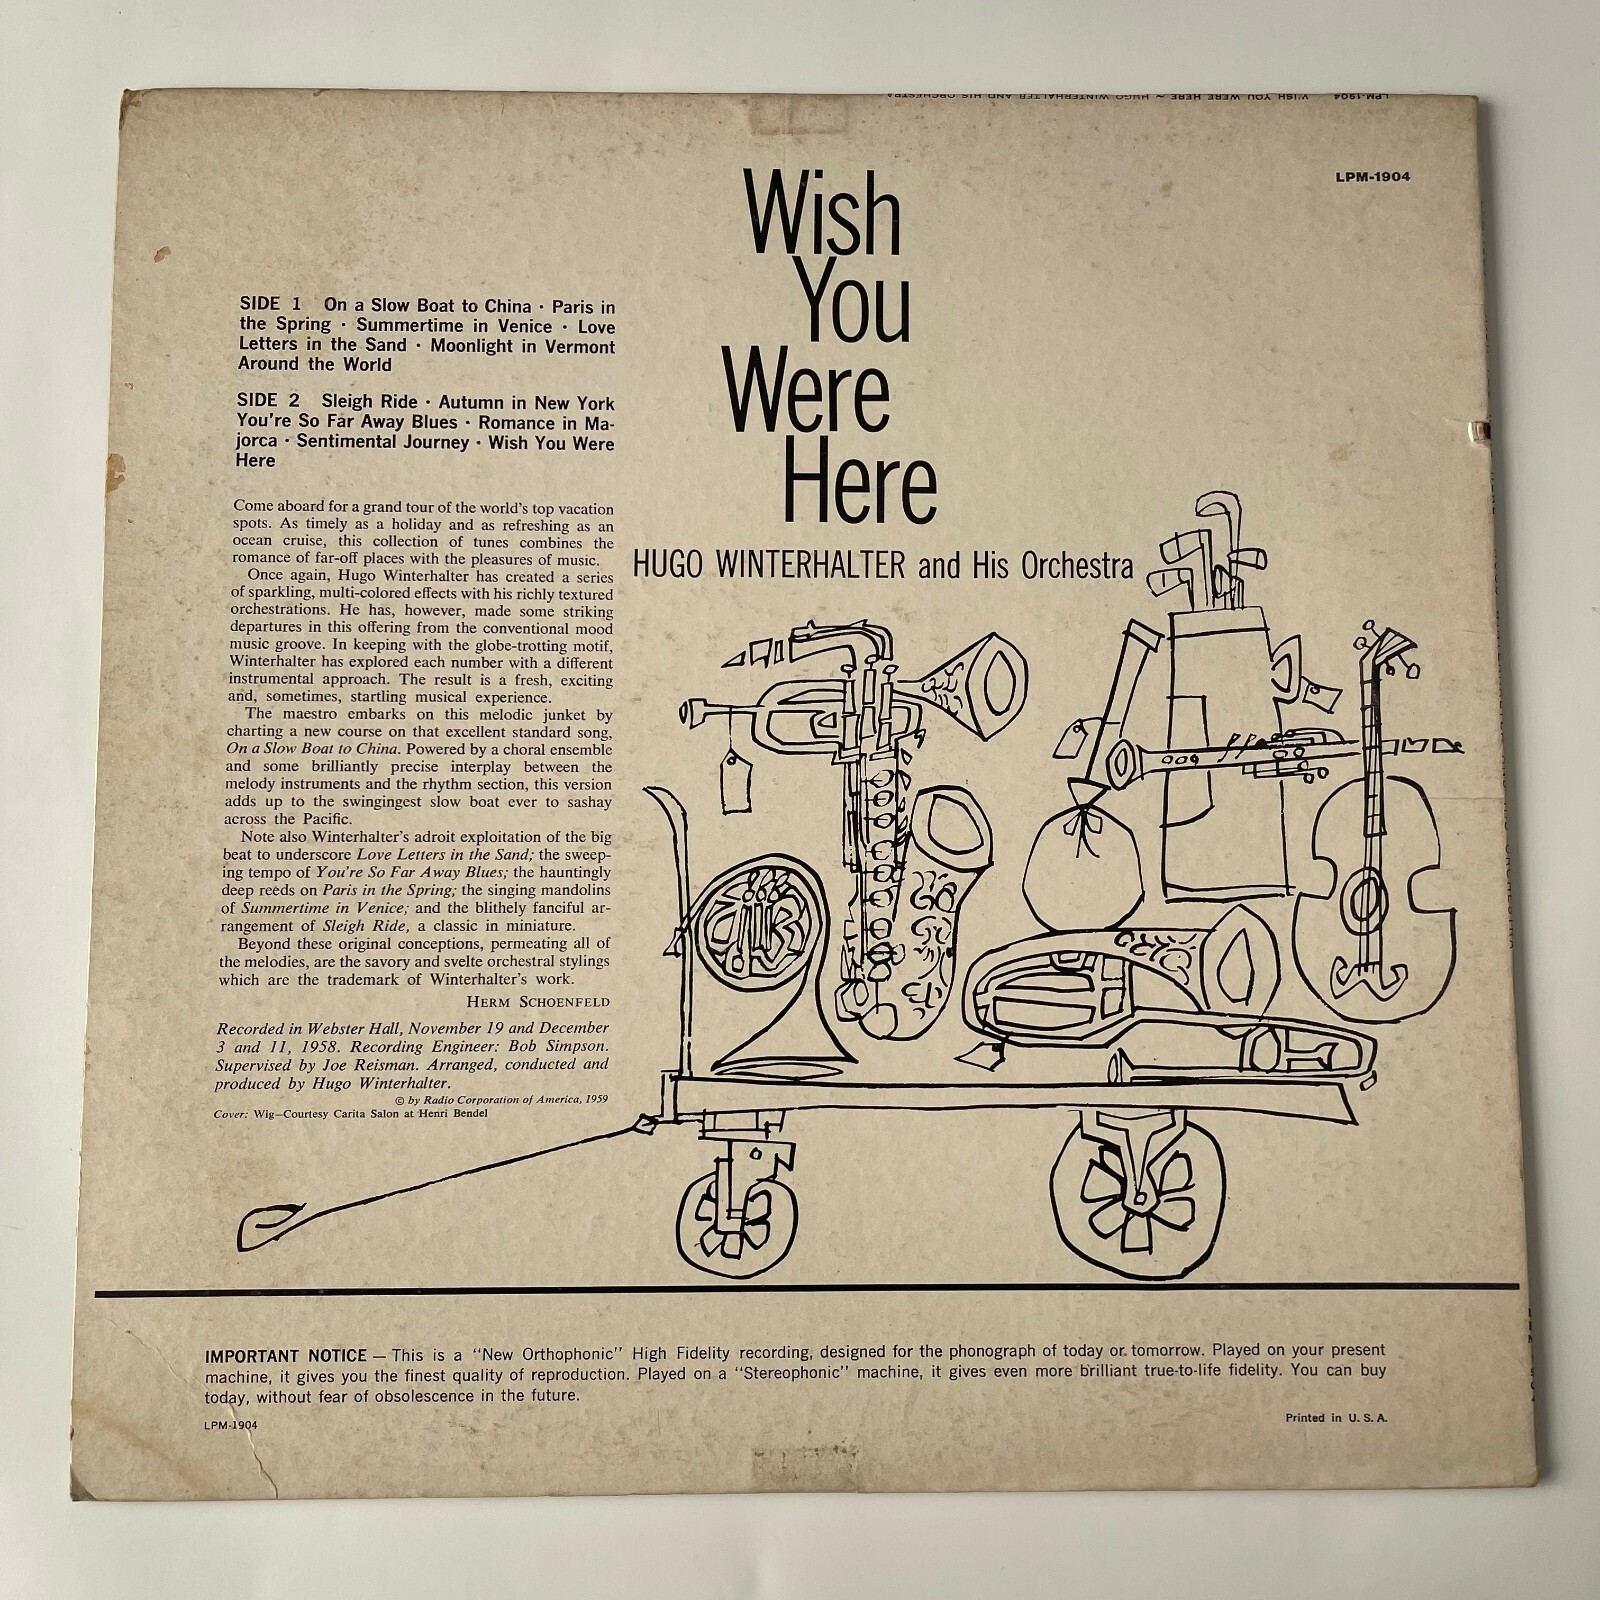 LPM-1904 WISH YOU WERE HERE ~ HUGO WINTERHALTER AND HIS ORCHESTRA
LPM-1904
Wish
You
Were
Here
HUGO WINTERHALTER and His Orchestra
SIDE 1 On a Slow Boat to China · Paris in
the Spring · Summertime in Venice · Love
Letters in the Sand · Moonlight in Vermont
Around the World
SIDE 2 Sleigh Ride · Autumn in New York
You're So Far Away Blues · Romance in Ma-
jorca · Sentimental Journey · Wish You Were
Here
Come aboard for a grand tour of the world's top vacation
spots. As timely as a holiday and as refreshing as an
ocean cruise, this collection of tunes combines the
romance of far-off places with the pleasures of music.
Once again, Hugo Winterhalter has created a series
of sparkling, multi-colored effects with his richly textured
orchestrations. He has, however, made some striking
departures in this offering from the conventional mood
music groove. In keeping with the globe-trotting motif,
Winterhalter has explored each number with a different
instrumental approach. The result is a fresh, exciting
and, sometimes, startling musical experience.
The maestro embarks on this melodic junket by
charting a new course on that excellent standard song,
On a Slow Boat to China. Powered by a choral ensemble
and some brilliantly precise interplay between the
melody instruments and the rhythm section, this version
adds up to the swingingest slow boat ever to sashay
across the Pacific.
Note also Winterhalter's adroit exploitation of the big
beat to underscore Love Letters in the Sand; the sweep-
ing tempo of You're So Far Away Blues; the hauntingly
deep reeds on Paris in the Spring; the singing mandolins
of Summertime in Venice; and the blithely fanciful ar-
rangement of Sleigh Ride, a classic in miniature.
Beyond these original conceptions, permeating all of
the melodies, are the savory and svelte orchestral stylings
which are the trademark of Winterhalter's work.
HERM SCHOENFELD
Recorded in Webster Hall, November 19 and December
3 and 11, 1958. Recording Engineer: Bob Simpson.
Supervised by Joe Reisman. Arranged, conducted and
produced by Hugo Winterhalter.
© by Radio Corporation of America, 1959
Cover: Wig—Courtesy Carita Salon at Henri Bendel
IMPORTANT NOTICE — This is a "New Orthophonic" High Fidelity recording, designed for the phonograph of today or tomorrow. Played on your present
machine, it gives you the finest quality of reproduction. Played on a "Stereophonic" machine, it gives even more brilliant true-to-life fidelity. You can buy
today, without fear of obsolescence in the future.
LPM-1904
Printed in U. S. A.